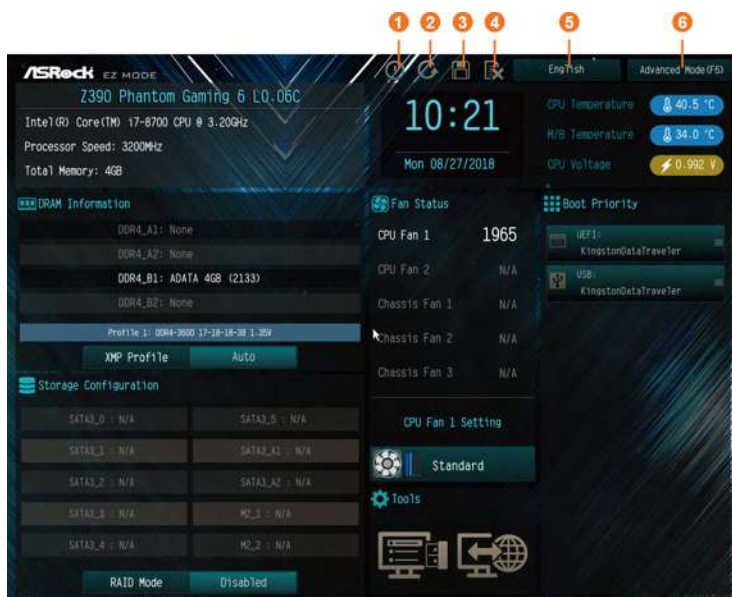 1 2 3 4 5 6
ASRock EZ MODE
English
Advanced Mode(F6)
Z390 Phantom Gaming 6 L0.06C
Intel(R) Core(TM) i7-8700 CPU @ 3.20GHz
Processor Speed: 3200MHz
Total Memory: 4GB
10:21
Mon 08/27/2018
CPU Temperature 40.5 °C
M/B Temperature 34.0 °C
CPU Voltage 0.992 V
DRAM Information
DDR4_A1: None
DDR4_A2: None
DDR4_B1: ADATA 4GB (2133)
DDR4_B2: None
Profile 1: DDR4-3600 17-18-18-38 1.35V
XMP Profile Auto
Storage Configuration
SATA3_0 : N/A
SATA3_5 : N/A
SATA3_1 : N/A
SATA3_A1 : N/A
SATA3_2 : N/A
SATA3_A2 : N/A
SATA3_3 : N/A
M2_1 : N/A
SATA3_4 : N/A
M2_2 : N/A
RAID Mode Disabled
Fan Status
CPU Fan 1 1965
CPU Fan 2 N/A
Chassis Fan 1 N/A
Chassis Fan 2 N/A
Chassis Fan 3 N/A
CPU Fan 1 Setting
Standard
Tools
Boot Priority
UEFI:
KingstonDataTraveler
USB:
KingstonDataTraveler